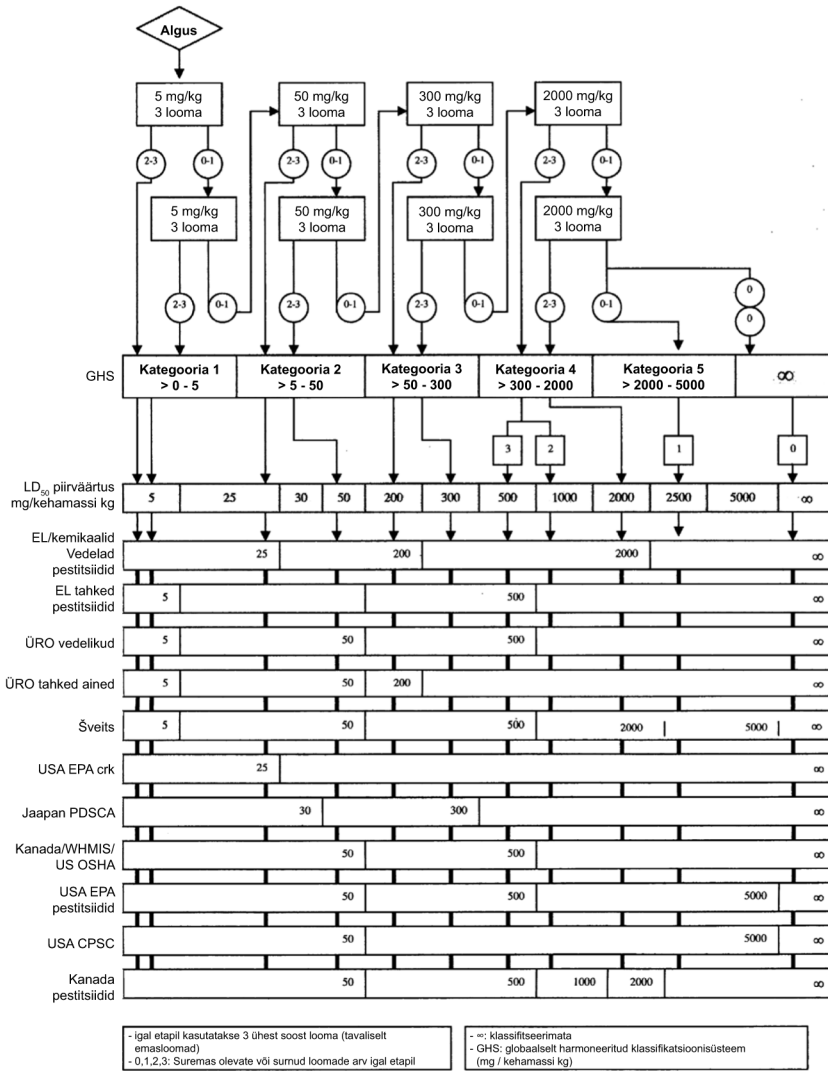 Algus
5 mg/kg
3 looma
50 mg/kg
3 looma
300 mg/kg
3 looma
2000 mg/kg
3 looma
2-3
0-1
2-3
0-1
2-3
0-1
2-3
0-1
5 mg/kg
3 looma
50 mg/kg
3 looma
300 mg/kg
3 looma
2000 mg/kg
3 looma
2-3
0-1
2-3
0-1
2-3
0-1
2-3
0-1
0
0
GHS
Kategooria 1
> 0 - 5
Kategooria 2
> 5 - 50
Kategooria 3
> 50 - 300
Kategooria 4
> 300 - 2000
Kategooria 5
> 2000 - 5000
∞
3
2
1
0
LD50 piirväärtus
mg/kehamassi kg
5 25 30 50 200 300 500 1000 2000 2500 5000 ∞
EL/kemikaalid
Vedelad
pestitsiidid
25 200 2000 ∞
EL tahked
pestitsiidid
5 500 ∞
ÜRO vedelikud
5 50 500 ∞
ÜRO tahked ained
5 50 200 ∞
Šveits
5 50 500 2000 5000 ∞
USA EPA crk
25 ∞
Jaapan PDSCA
30 300 ∞
Kanada/WHMIS/
US OSHA
50 500 ∞
USA EPA
pestitsiidid
50 500 5000 ∞
USA CPSC
50 5000 ∞
Kanada
pestitsiidid
50 500 1000 2000 ∞
- igal etapil kasutatakse 3 ühest soost looma (tavaliselt
emasloomad)
- 0,1,2,3: Suremas olevate või surnud loomade arv igal etapil
- ∞: klassifitseerimata
- GHS: globaalselt harmoneeritud klassifikatsioonisüsteem
(mg / kehamassi kg)